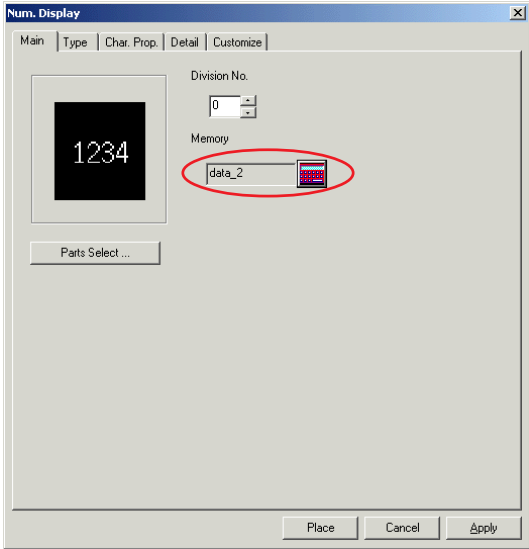 Num. Display
Main Type Char. Prop. Detail Customize
Division No.
0
Memory
1234
data_2
Parts Select ...
Place Cancel Apply